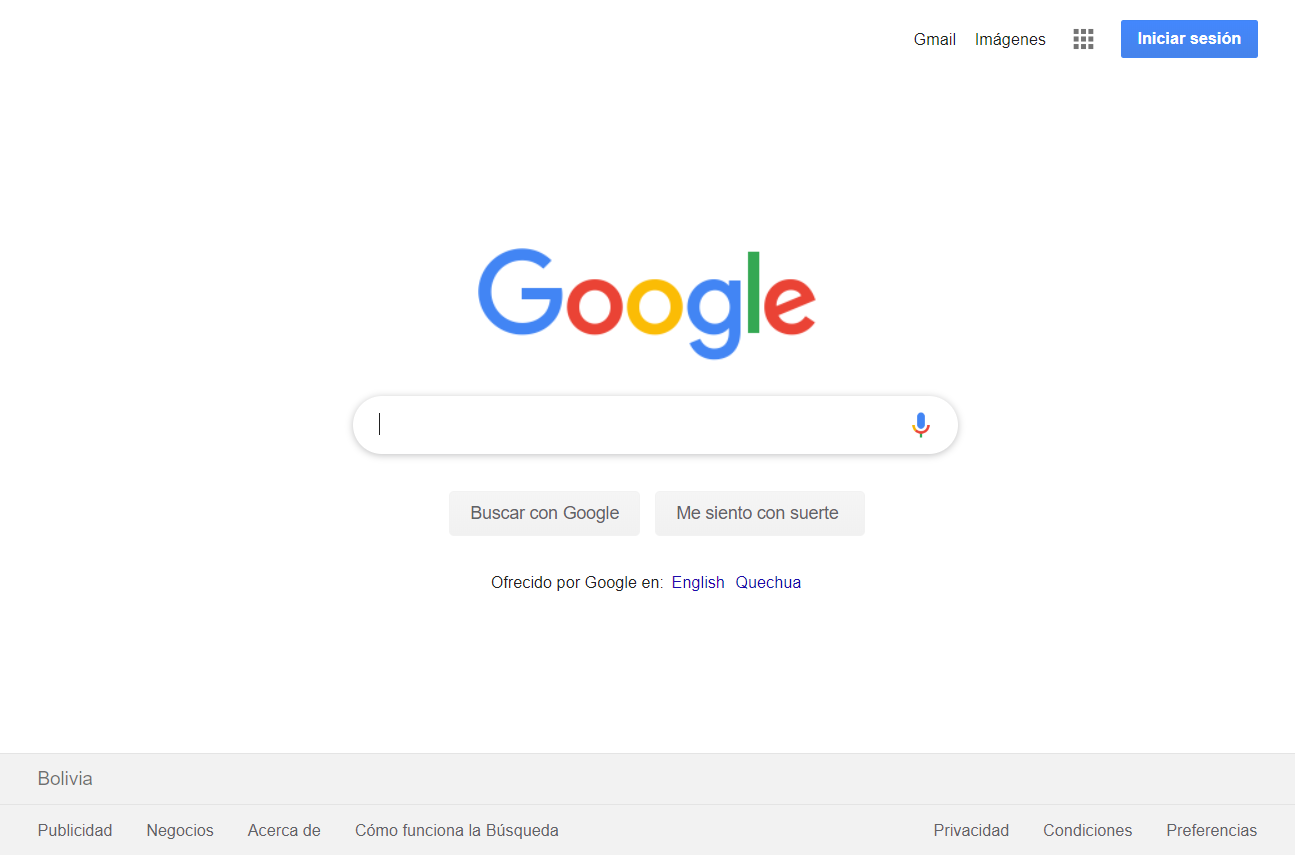 Gmail Imágenes Iniciar sesión
Google
Buscar con Google Me siento con suerte
Ofrecido por Google en: English Quechua
Bolivia
Publicidad Negocios Acerca de Cómo funciona la Búsqueda Privacidad Condiciones Preferencias